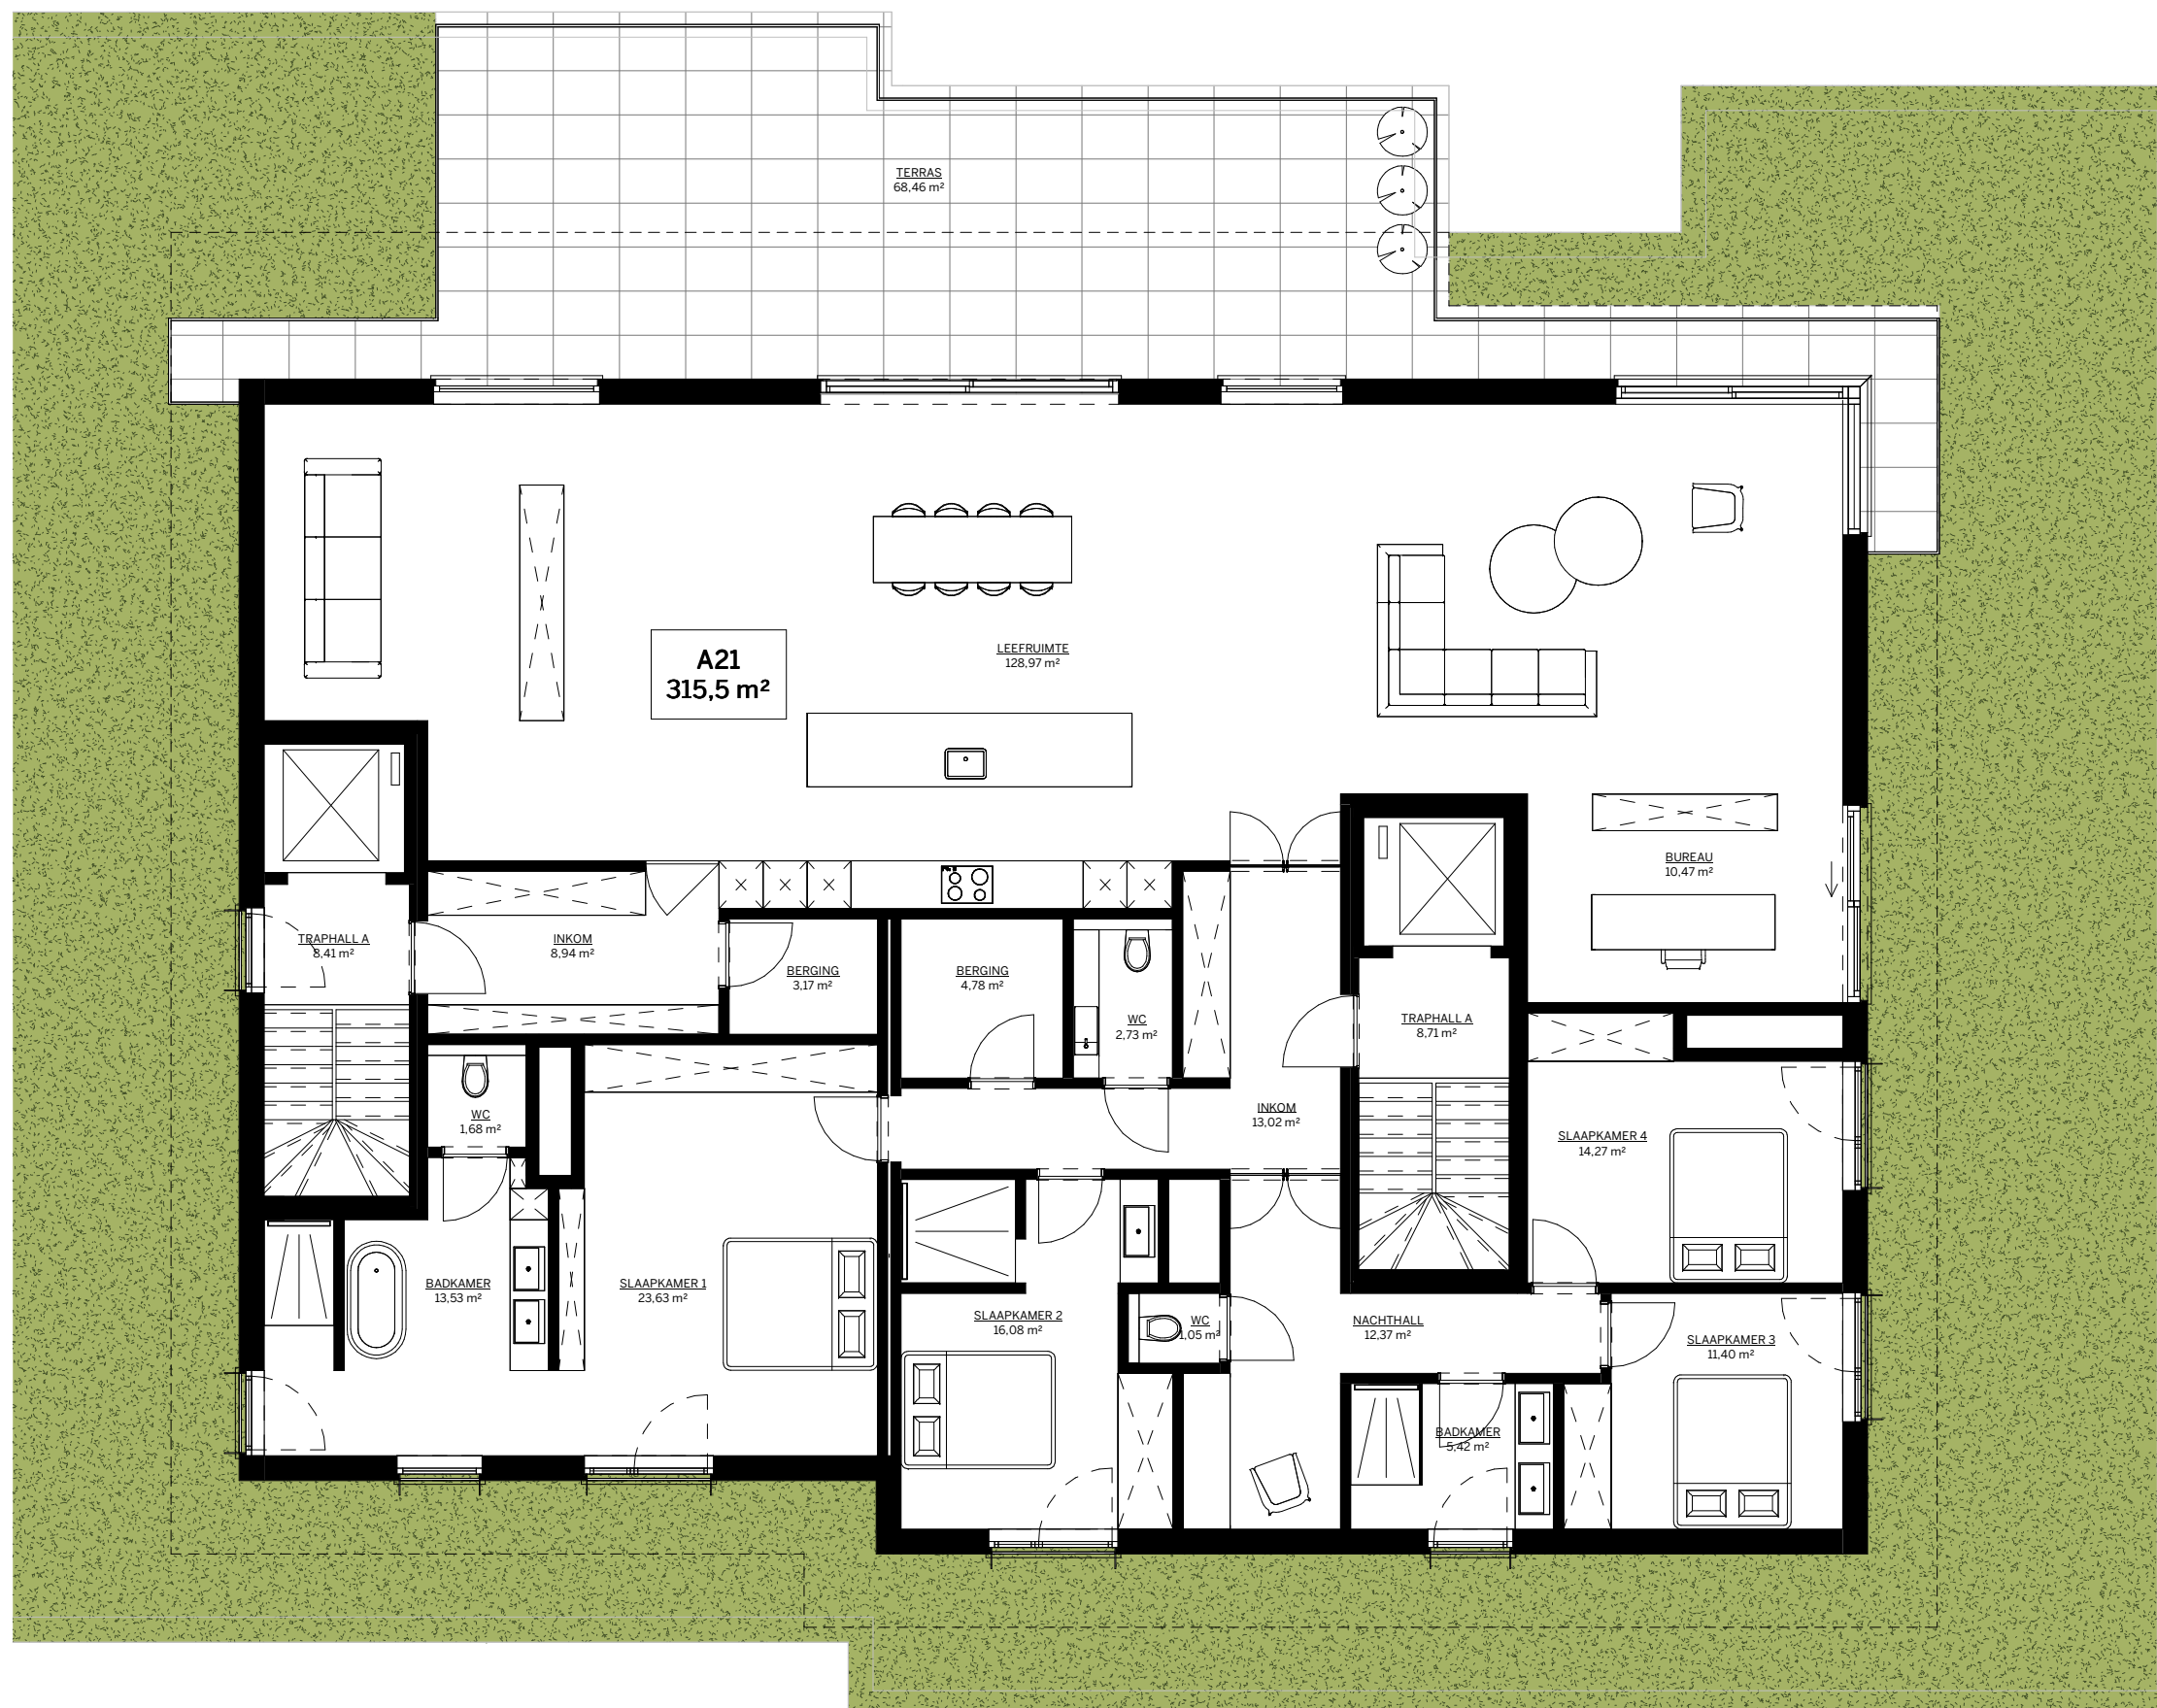 TERRAS
68,46 m²
LEEFRUIMTE
128,97 m²
A21
315,5 m²
BUREAU
10,47 m²
TRAPHALL A
8,41 m²
INKOM
8,94 m²
BERGING
3,17 m²
BERGING
4,78 m²
WC
2,73 m²
TRAPHALL A
8,71 m²
WC
1,68 m²
INKOM
13,02 m²
SLAAPKAMER 4
14,27 m²
BADKAMER
13,53 m²
SLAAPKAMER 1
23,63 m²
SLAAPKAMER 2
16,08 m²
WC
1,05 m²
NACHTHALL
12,37 m²
SLAAPKAMER 3
11,40 m²
BADKAMER
5,42 m²